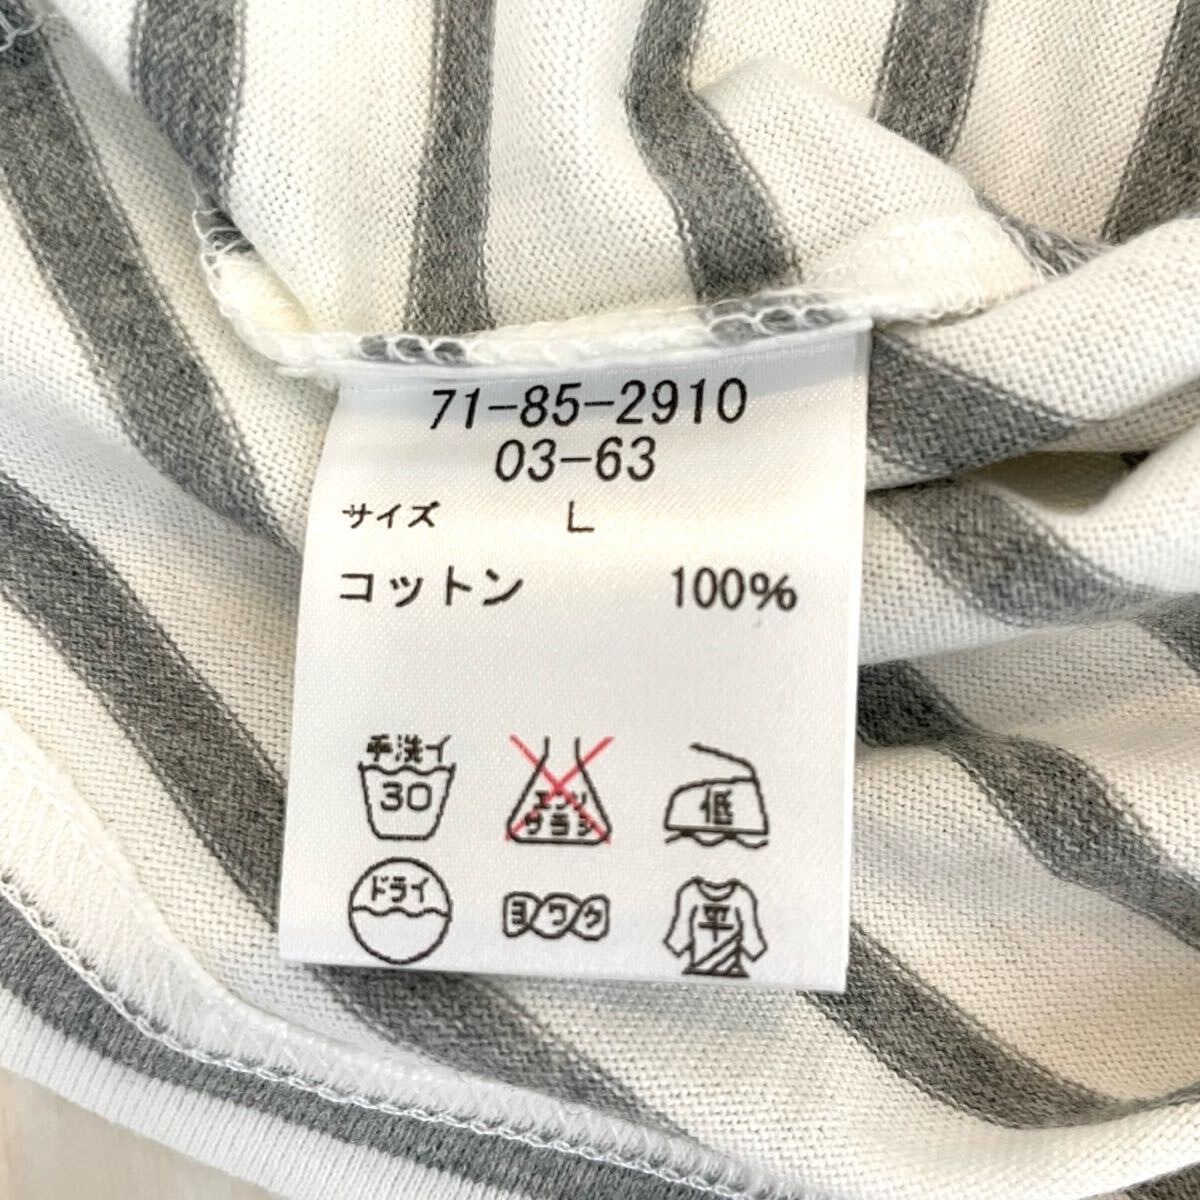 71-85-2910
03-63
サイズ L
コットン 100%
手洗イ
30
エンソ
サラシ
低
ドライ
ヨワク
平